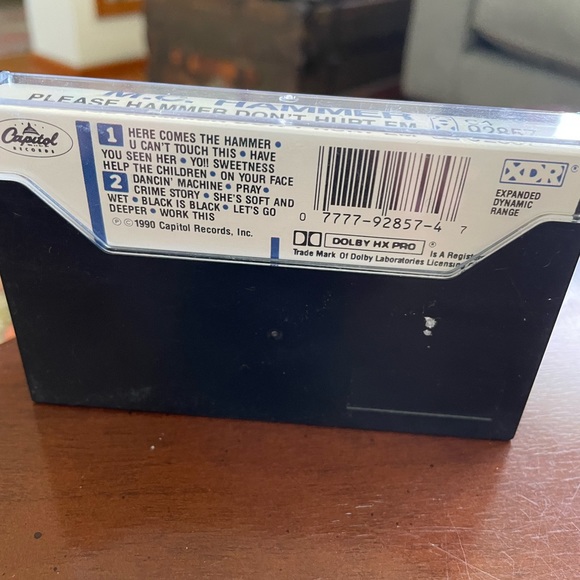 M.C. HAMMER
PLEASE HAMMER DON'T HURT 'EM
92857
Capitol
RECORDS
1 HERE COMES THE HAMMER •
U CAN'T TOUCH THIS • HAVE
YOU SEEN HER • YO!! SWEETNESS
HELP THE CHILDREN • ON YOUR FACE
2 DANCIN' MACHINE • PRAY •
CRIME STORY • SHE'S SOFT AND
WET • BLACK IS BLACK • LET'S GO
DEEPER • WORK THIS
Ⓟ©1990 Capitol Records, Inc.
0 7777-92857-4 7
DOLBY HX PRO ®
Trade Mark Of Dolby Laboratories Licensing
Is A Regist
XDR ®
EXPANDED
DYNAMIC
RANGE